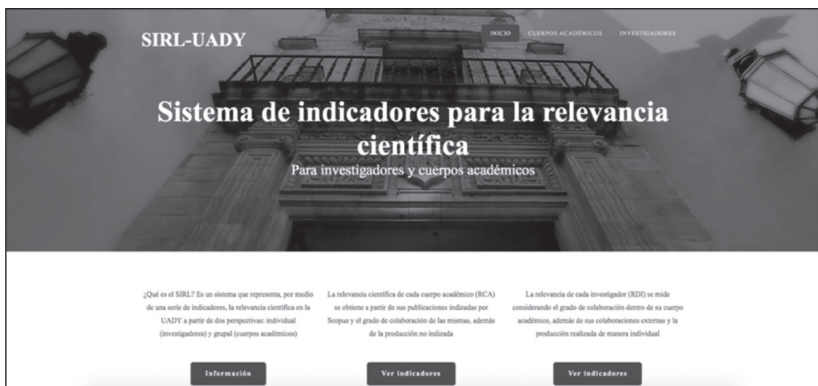 SIRL-UADY
INICIO CUERPOS ACADÉMICOS INVESTIGADORES
Sistema de indicadores para la relevancia
científica
Para investigadores y cuerpos académicos
¿Qué es el SIRL? Es un sistema que representa, por medio
de una serie de indicadores, la relevancia científica en la
UADY a partir de dos perspectivas: individual
(investigadores) y grupal (cuerpos académicos)
Información
La relevancia científica de cada cuerpo académico (RCA)
se obtiene a partir de sus publicaciones indizadas por
Scopus y el grado de colaboración de las mismas, además
de la producción no indizada
Ver indicadores
La relevancia de cada investigador (RDI) se mide
considerando el grado de colaboración dentro de su cuerpo
académico, además de sus colaboraciones externas y la
producción realizada de manera individual
Ver indicadores